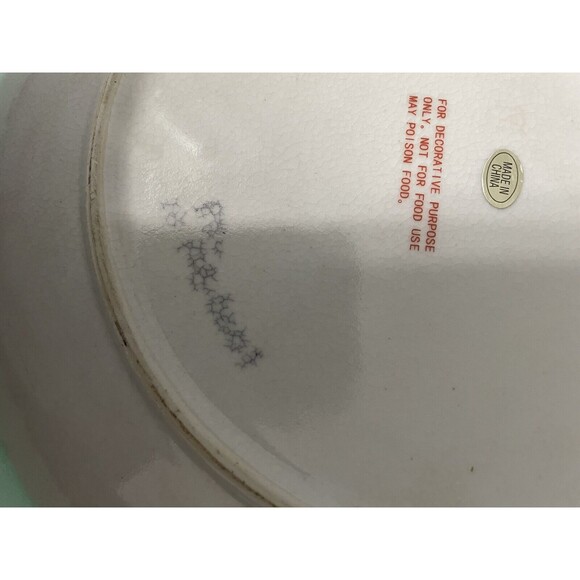 FOR DECORATIVE PURPOSE
ONLY. NOT FOR FOOD USE
MAY POISON FOOD.
MADE IN
CHINA